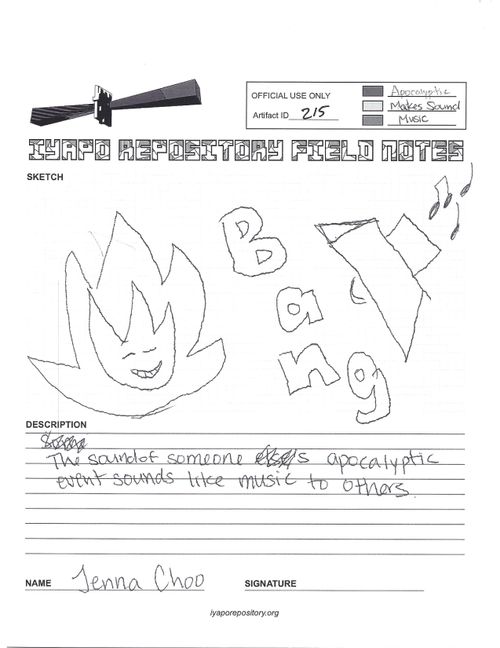 OFFICIAL USE ONLY
Artifact ID 215
Apocalyptic
Makes Sound
Music
IYAPO REPOSITORY FIELD NOTES
SKETCH
Bang
DESCRIPTION
The sound of someone s apocalyptic
event sounds like music to others.
NAME Jenna Choo SIGNATURE
iyaporepository.org